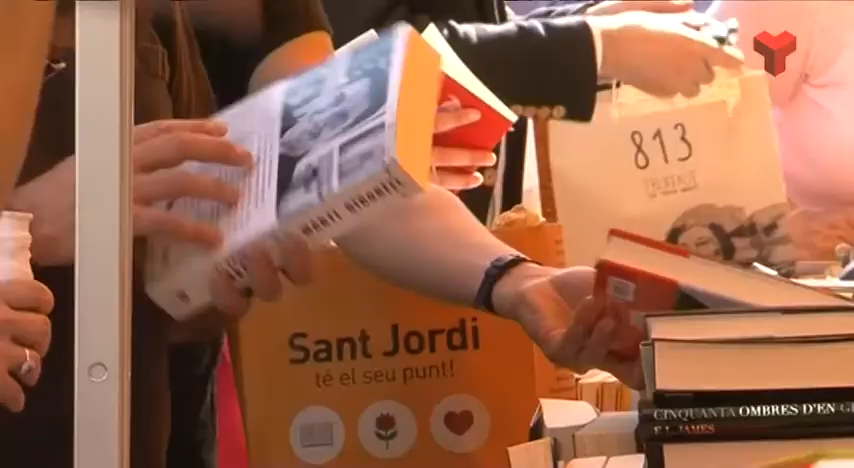 813
Sant Jordi
té el seu punt!
CINQUANTA OMBRES D'EN G
E L JAMES